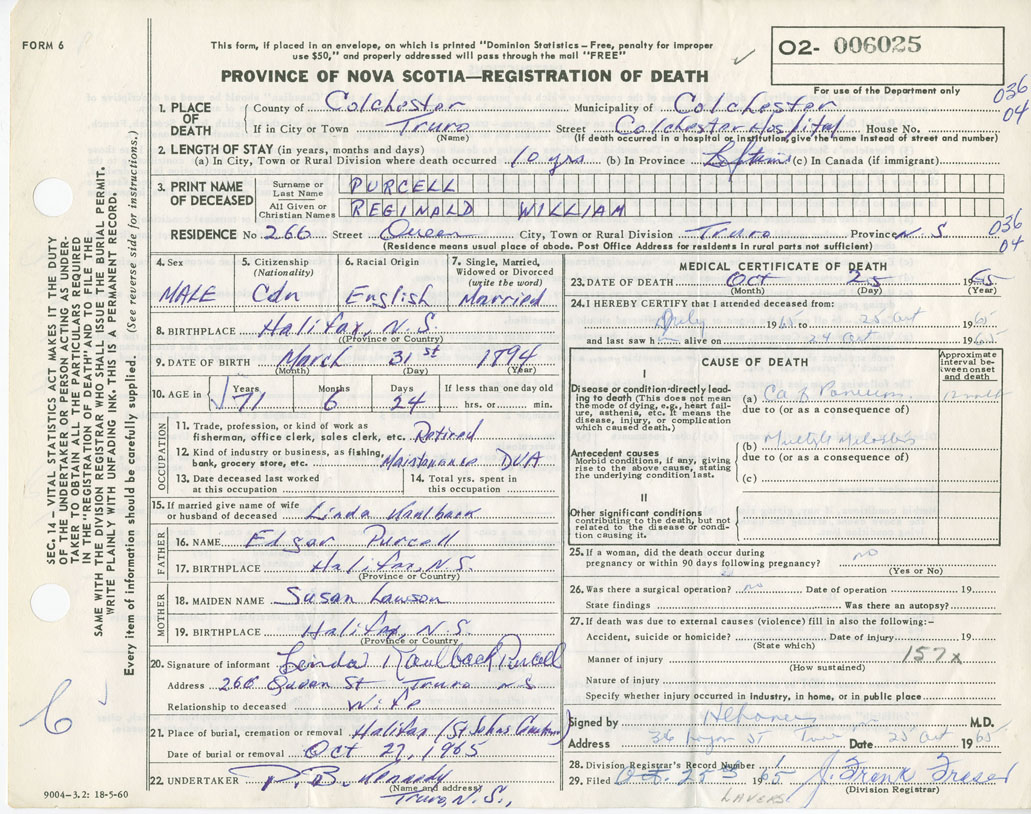 FORM 6
This form, if placed in an envelope, on which is printed "Dominion Statistics – Free, penalty for improper
use $50," and properly addressed will pass through the mail "FREE"
02- 006025
For use of the Department only
PROVINCE OF NOVA SCOTIA—REGISTRATION OF DEATH
036
04
1. PLACE OF DEATH
County of Colchester Municipality of Colchester
If in City or Town Truro Street Colchester Hospital House No.
(Name) (If death occurred in hospital or institution, give the name instead of street and number)
2. LENGTH OF STAY (in years, months and days)
(a) In City, Town or Rural Division where death occurred 10 yrs (b) In Province Lifetime (c) In Canada (if immigrant)
3. PRINT NAME OF DECEASED
Surname or Last Name PURCELL
All Given or Christian Names REGINALD WILLIAM
RESIDENCE No. 266 Street Queen City, Town or Rural Division Truro Province N S
036
04
(Residence means usual place of abode. Post Office Address for residents in rural parts not sufficient)
4. Sex
MALE
5. Citizenship
(Nationality)
Cdn
6. Racial Origin
English
7. Single, Married,
Widowed or Divorced
(write the word)
Married
8. BIRTHPLACE Halifax, N.S.
(Province or Country)
9. DATE OF BIRTH March 31st 1894
(Month) (Day) (Year)
10. AGE in
Years 71
Months 6
Days 24
If less than one day old
hrs. or min.
OCCUPATION
11. Trade, profession, or kind of work as
fisherman, office clerk, sales clerk, etc. Retired
12. Kind of industry or business, as fishing,
bank, grocery store, etc. Maintenance DVA
13. Date deceased last worked
at this occupation
14. Total yrs. spent in
this occupation
15. If married give name of wife
or husband of deceased Linda Kaulback
FATHER
16. NAME Edgar Purcell
17. BIRTHPLACE Halifax, N.S.
(Province or Country)
MOTHER
18. MAIDEN NAME Susan Lawson
19. BIRTHPLACE Halifax, N.S.
(Province or Country)
20. Signature of informant Linda Kaulback Purcell
Address 266 Queen St Truro N S
Relationship to deceased Wife
21. Place of burial, cremation or removal Halifax (St Johns Cemetery)
Date of burial or removal Oct 27, 1965
22. UNDERTAKER P. B. Kennedy
(Name and address)
Truro, N.S.,
9004–3.2: 18-5-60
MEDICAL CERTIFICATE OF DEATH
23. DATE OF DEATH Oct 25 1965
(Month) (Day) (Year)
24. I HEREBY CERTIFY that I attended deceased from:
July 1965 to 25 Oct 1965
and last saw h alive on 24 Oct 1965
CAUSE OF DEATH
Approximate interval between onset and death
I
Disease or condition directly leading to death (This does not mean the mode of dying, e.g., heart failure, asthenia, etc. It means the disease, injury, or complication which caused death.)
(a) Ca of Pancreas
due to (or as a consequence of)
Antecedent causes
Morbid conditions, if any, giving rise to the above cause, stating the underlying condition last.
(b) Multiple
due to (or as a consequence of)
(c)
II
Other significant conditions
contributing to the death, but not related to the disease or condition causing it.
25. If a woman, did the death occur during
pregnancy or within 90 days following pregnancy? no
(Yes or No)
26. Was there a surgical operation? no Date of operation 19
State findings Was there an autopsy?
27. If death was due to external causes (violence) fill in also the following:–
Accident, suicide or homicide? Date of injury 19
(State which)
Manner of injury 157x
(How sustained)
Nature of injury
Specify whether injury occurred in industry, in home, or in public place
Signed by M.D.
Address 36 St Truro Date 25 Oct 1965
28. Division Registrar's Record Number 1
29. Filed Oct. 25 1965 J. Frank Fraser
(Division Registrar)
LAVERS
SEC. 14 – VITAL STATISTICS ACT MAKES IT THE DUTY
OF THE UNDERTAKER OR PERSON ACTING AS UNDER-
TAKER TO OBTAIN ALL THE PARTICULARS REQUIRED
IN THE "REGISTRATION OF DEATH" AND TO FILE THE
SAME WITH THE DIVISION REGISTRAR WHO SHALL ISSUE THE BURIAL PERMIT.
WRITE PLAINLY WITH UNFADING INK. THIS IS A PERMANENT RECORD.
Every item of information should be carefully supplied. (See reverse side for instructions.)
6